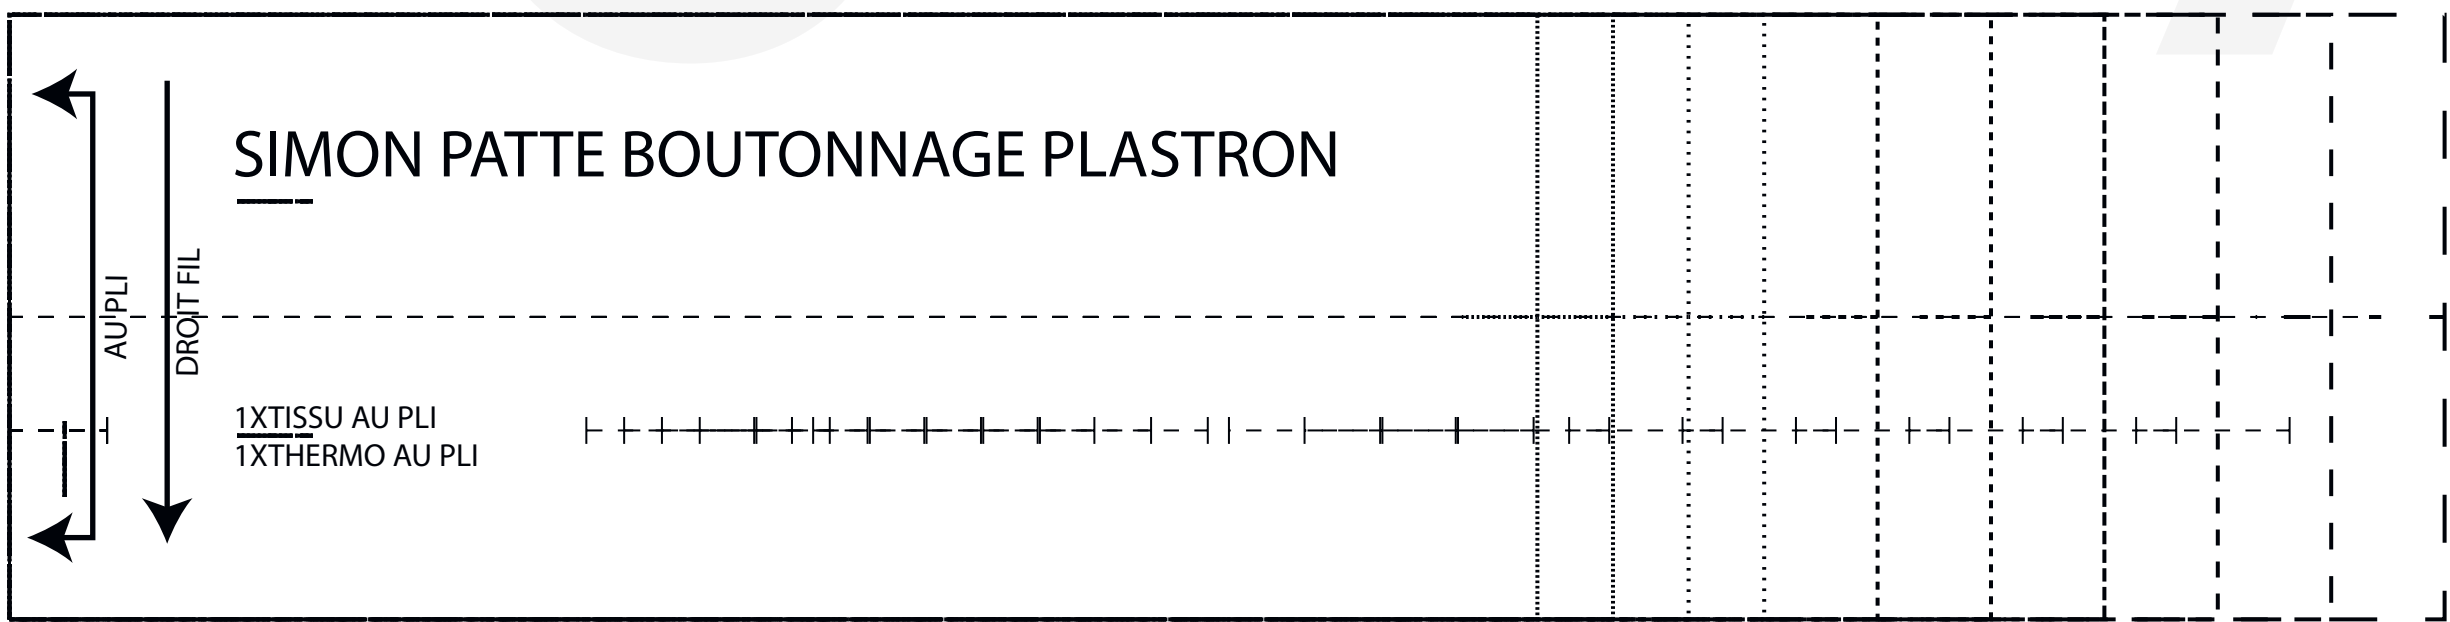 SIMON PATTE BOUTONNAGE PLASTRON
AU PLI
DROIT FIL
1XTISSU AU PLI
1XTHERMO AU PLI